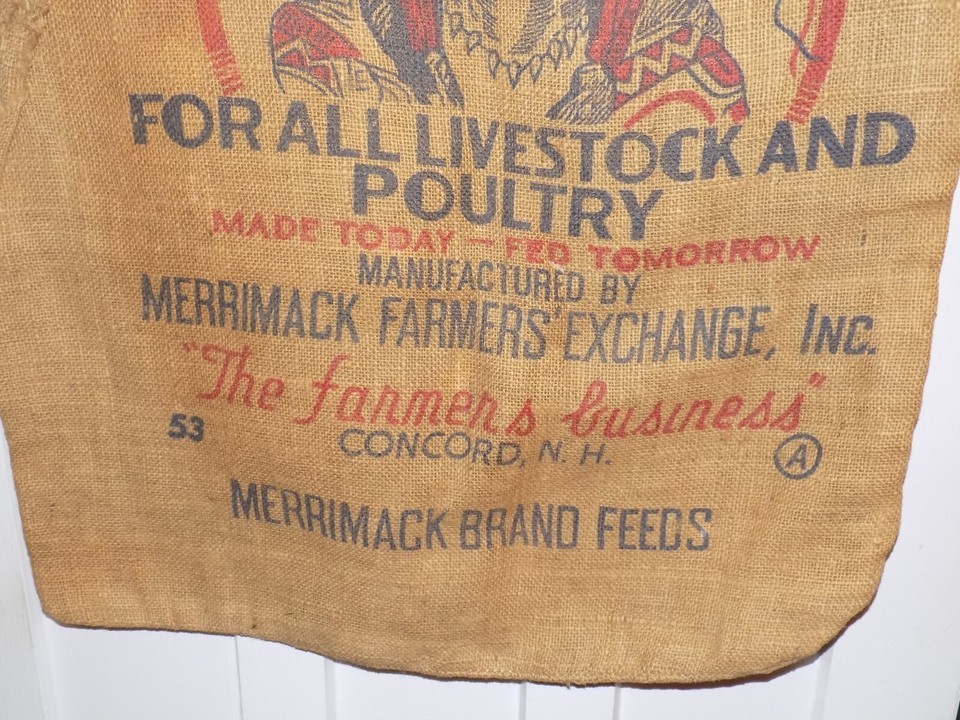 FOR ALL LIVESTOCK AND
POULTRY
MADE TODAY — FED TOMORROW
MANUFACTURED BY
MERRIMACK FARMERS' EXCHANGE, INC.
"The farmers business"
53
CONCORD, N. H.
A
MERRIMACK BRAND FEEDS